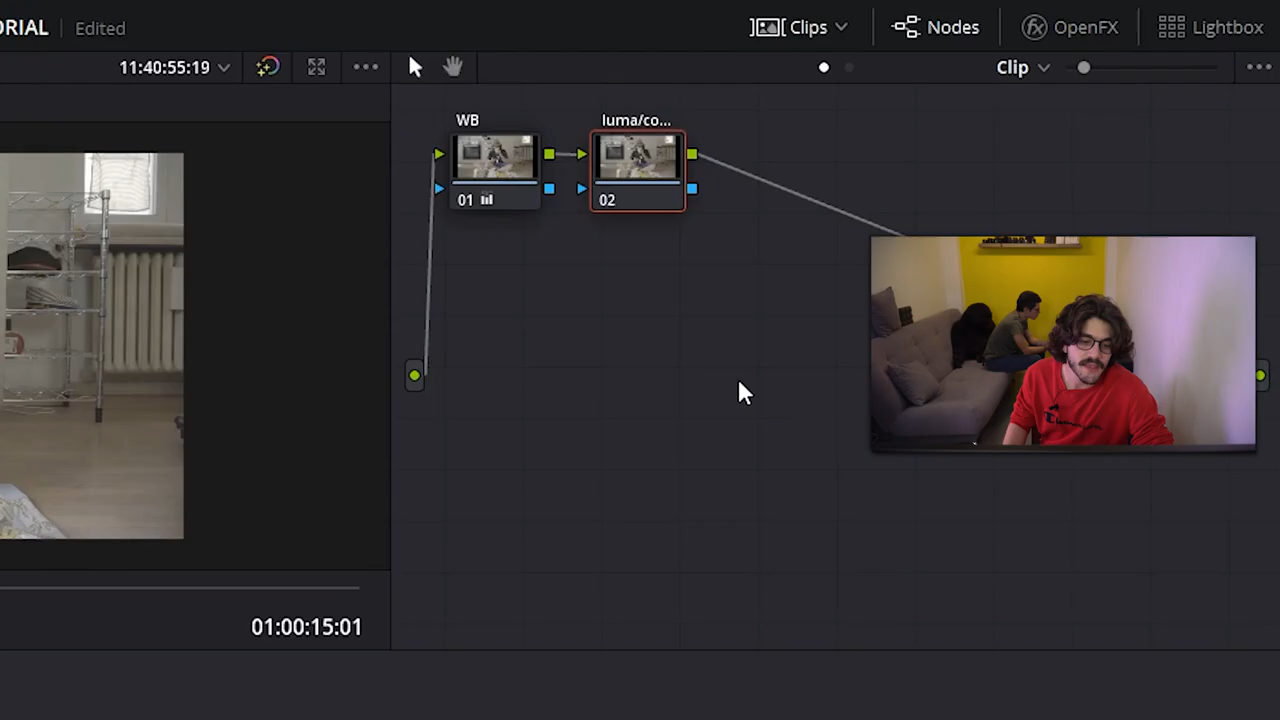 ORIAL Edited Clips Nodes OpenFX Lightbox
11:40:55:19 Clip
WB luma/co...
01 02
01:00:15:01